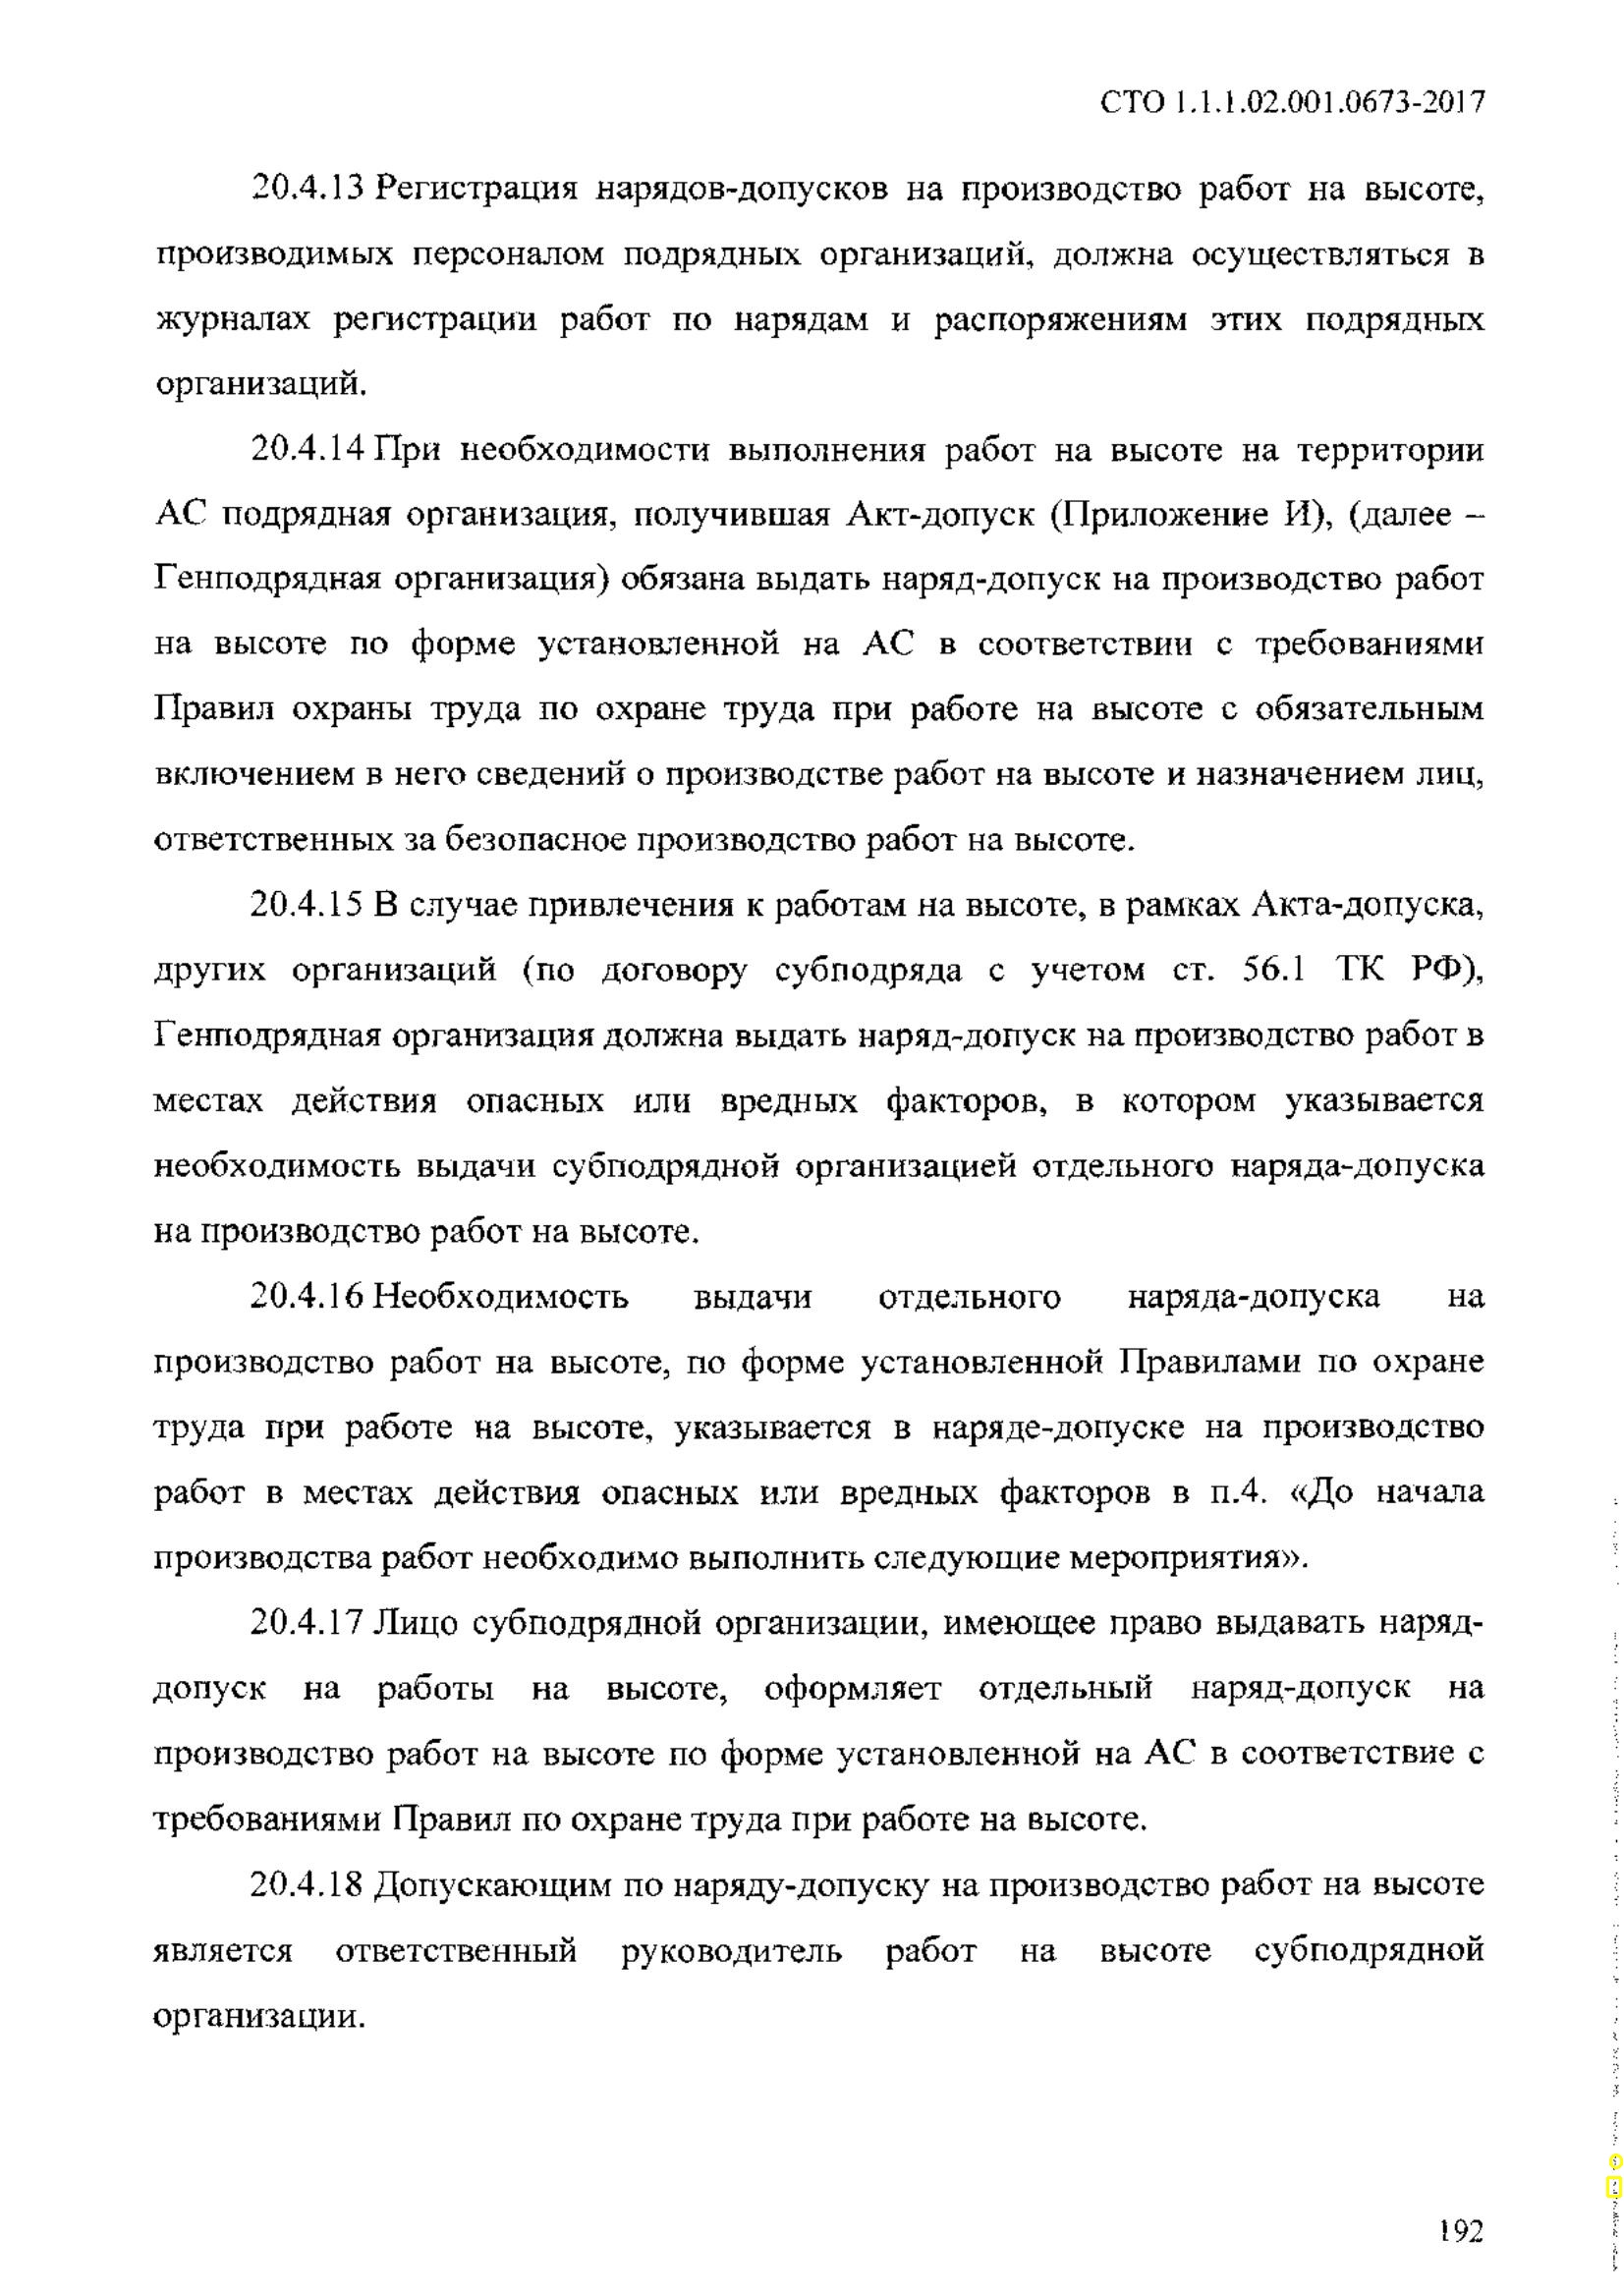 СТО 1.1.1.02.001.0673-2017
20.4.13 Регистрация нарядов-допусков на производство работ на высоте,
производимых персоналом подрядных организаций, должна осуществляться в
журналах регистрации работ по нарядам и распоряжениям этих подрядных
организаций.
20.4.14 При необходимости выполнения работ на высоте на территории
АС подрядная организация, получившая Акт-допуск (Приложение И), (далее –
Генподрядная организация) обязана выдать наряд-допуск на производство работ
на высоте по форме установленной на АС в соответствии с требованиями
Правил охраны труда по охране труда при работе на высоте с обязательным
включением в него сведений о производстве работ на высоте и назначением лиц,
ответственных за безопасное производство работ на высоте.
20.4.15 В случае привлечения к работам на высоте, в рамках Акта-допуска,
других организаций (по договору субподряда с учетом ст. 56.1 ТК РФ),
Генподрядная организация должна выдать наряд-допуск на производство работ в
местах действия опасных или вредных факторов, в котором указывается
необходимость выдачи субподрядной организацией отдельного наряда-допуска
на производство работ на высоте.
20.4.16 Необходимость выдачи отдельного наряда-допуска на
производство работ на высоте, по форме установленной Правилами по охране
труда при работе на высоте, указывается в наряде-допуске на производство
работ в местах действия опасных или вредных факторов в п.4. «До начала
производства работ необходимо выполнить следующие мероприятия».
20.4.17 Лицо субподрядной организации, имеющее право выдавать наряд-
допуск на работы на высоте, оформляет отдельный наряд-допуск на
производство работ на высоте по форме установленной на АС в соответствие с
требованиями Правил по охране труда при работе на высоте.
20.4.18 Допускающим по наряду-допуску на производство работ на высоте
является ответственный руководитель работ на высоте субподрядной
организации.
192